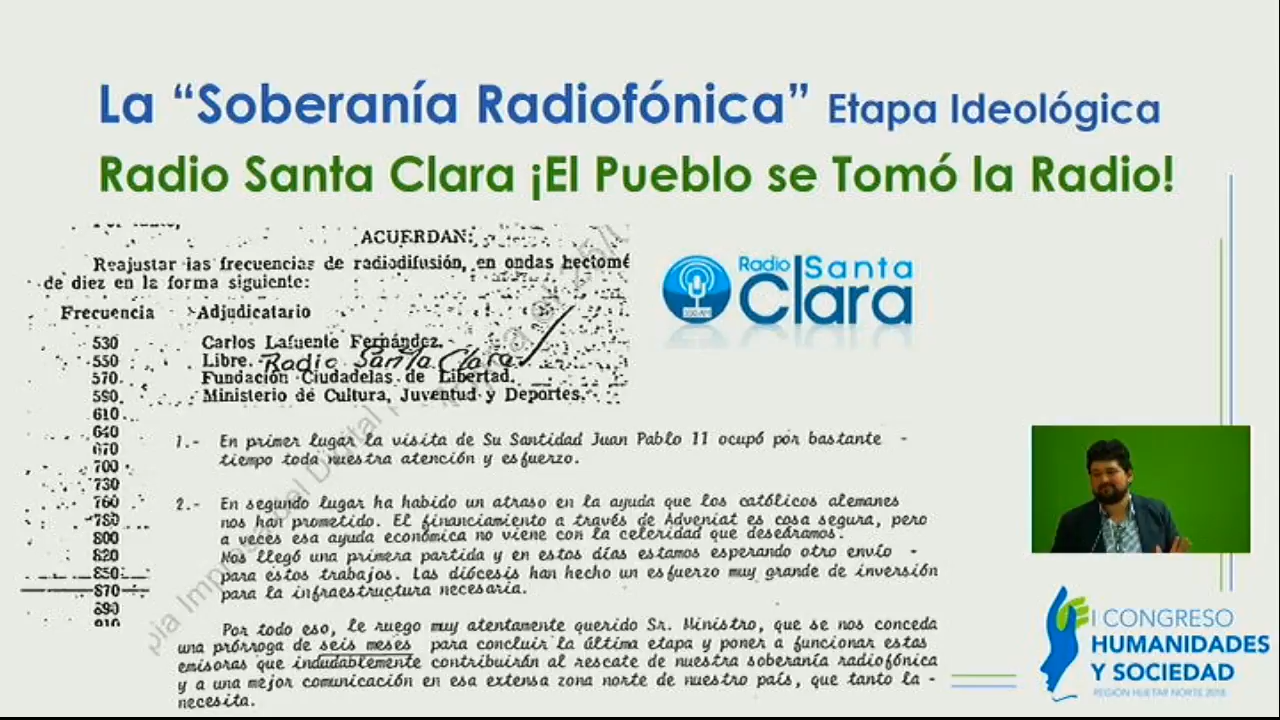 La “Soberanía Radiofónica” Etapa Ideológica
Radio Santa Clara ¡El Pueblo se Tomó la Radio!
ACUERDAN:
Reajustar las frecuencias de radiodifusión, en ondas hectomé
de diez en la forma siguiente:
Frecuencia Adjudicatario
530 Carlos Lafuente Fernández.
550 Libre. Radio Santa Clara
570. Fundación Ciudadelas de Libertad.
590. Ministerio de Cultura, Juventud y Deportes.
610
640
670
700
730
760
780
800
820
850
870
890
910
1.- En primer lugar la visita de Su Santidad Juan Pablo 11 ocupó por bastante -
tiempo toda nuestra atención y esfuerzo.
2.- En segundo lugar ha habido un atraso en la ayuda que los católicos alemanes
nos han prometido. El financiamiento a través de Adveniat es cosa segura, pero
a veces esa ayuda económica no viene con la celeridad que deseáramos.
Nos llegó una primera partida y en estos días estamos esperando otro envío -
para estos trabajos. Las diócesis han hecho un esfuerzo muy grande de inversión
para la infraestructura necesaria.
Por todo eso, le ruego muy atentamente querido Sr. Ministro, que se nos conceda
una prórroga de seis meses para concluir la última etapa y poner a funcionar estas
emisoras que indudablemente contribuirán al rescate de nuestra soberanía radiofónica
y a una mejor comunicación en esa extensa zona norte de nuestro país, que tanto la -
necesita.
Radio Santa
Clara
I CONGRESO
HUMANIDADES
Y SOCIEDAD
REGIÓN HUETAR NORTE 2018